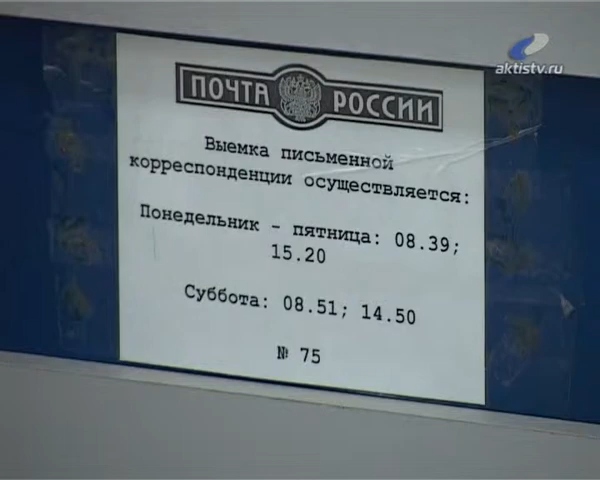 aktistv.ru
ПОЧТА РОССИИ
Выемка письменной
корреспонденции осуществляется:
Понедельник - пятница: 08.39;
15.20
Суббота: 08.51; 14.50
№ 75